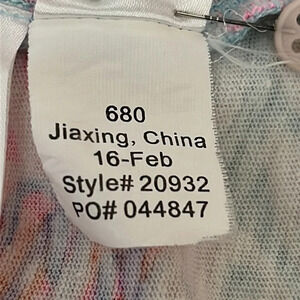 680
Jiaxing, China
16-Feb
Style# 20932
PO# 044847